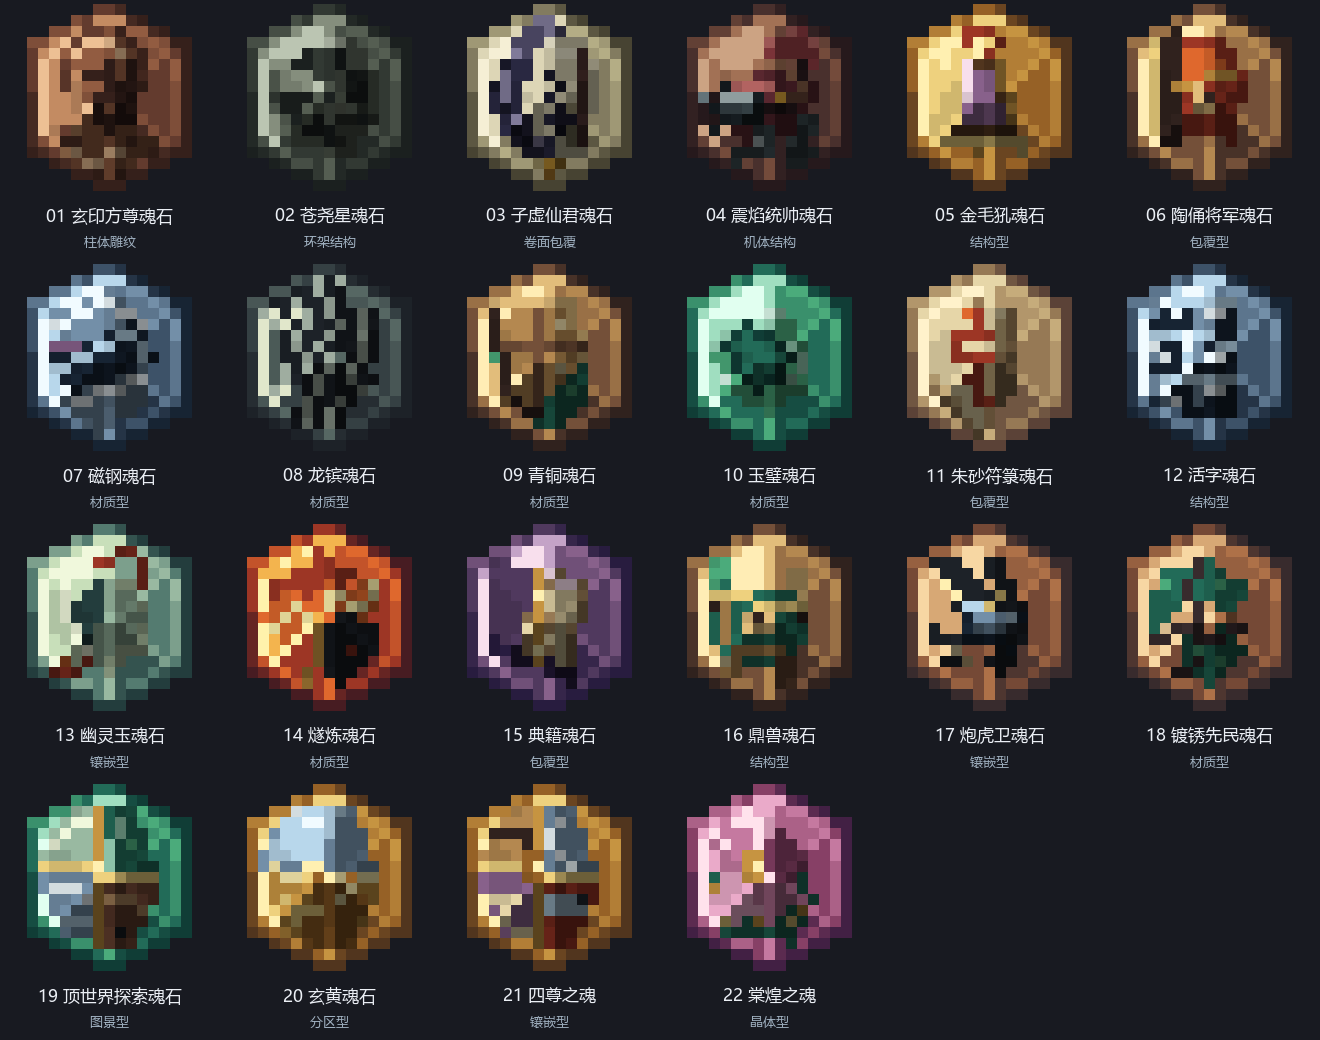 01 玄印方尊魂石
02 苍尧星魂石
03 子虚仙君魂石
04 震焰统帅魂石
05 金毛犼魂石
06 陶俑将军魂石
柱体雕纹
环架结构
卷面包覆
机体结构
结构型
包覆型
07 磁钢魂石
08 龙镔魂石
09 青铜魂石
10 玉璧魂石
11 朱砂符箓魂石
12 活字魂石
材质型
材质型
材质型
材质型
包覆型
结构型
13 幽灵玉魂石
14 燧炼魂石
15 典籍魂石
16 鼎兽魂石
17 炮虎卫魂石
18 镀锈先民魂石
镶嵌型
材质型
包覆型
结构型
镶嵌型
材质型
19 顶世界探索魂石
20 玄黄魂石
21 四尊之魂
22 棠煌之魂
图景型
分区型
镶嵌型
晶体型